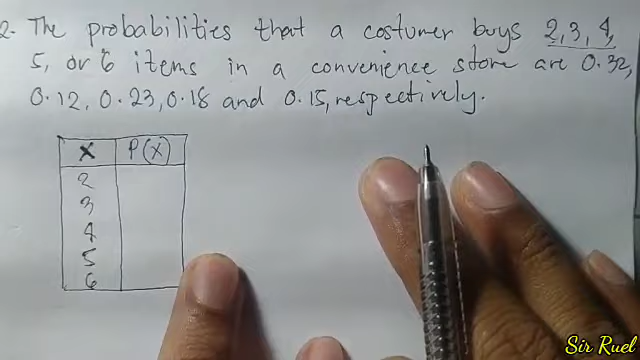 2. The probabilities that a costumer buys 2, 3, 4,
5, or 6 items in a convenience store are 0.32,
0.12, 0.23, 0.18 and 0.15, respectively.
X P(X)
2
3
4
5
6
Sir Ruel